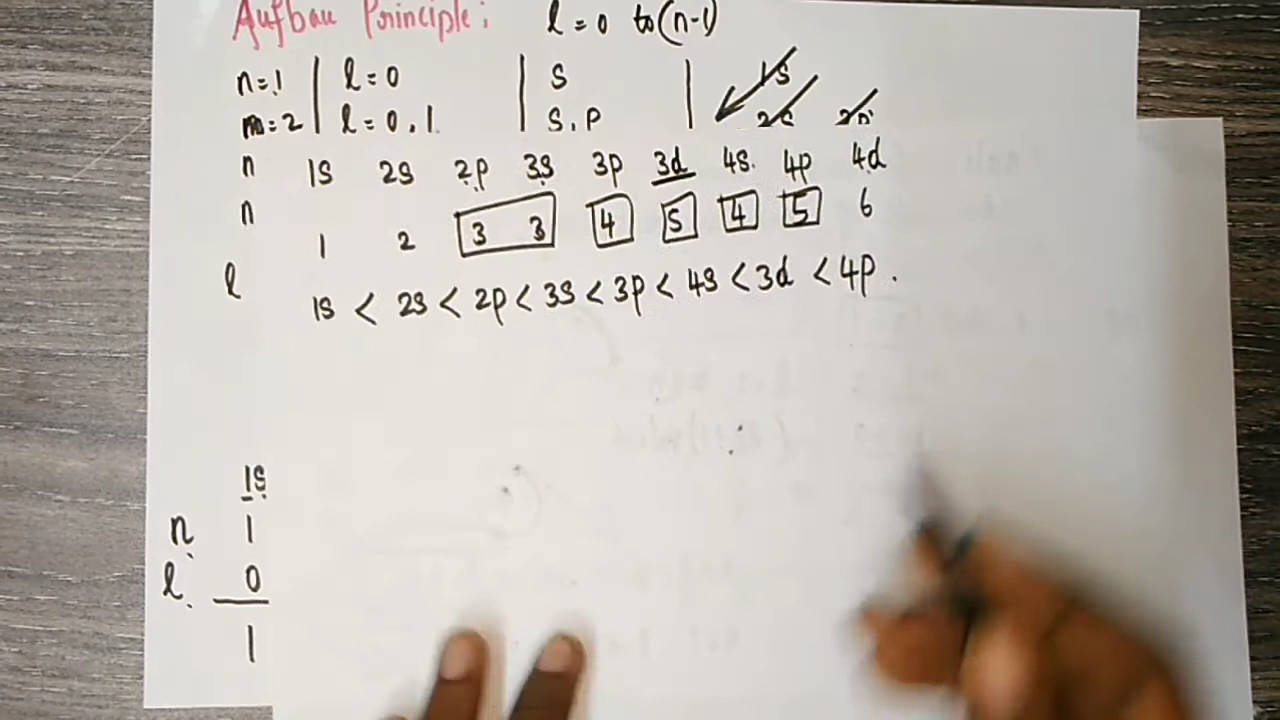 Aufbau Principle: l = 0 to (n-1)
n=1 | l = 0 | S | 1s
n=2 | l = 0, 1 | S, P
n 1s 2s 2p 3s 3p 3d 4s 4p 4d
n 1 2 3 3 4 5 4 5 6
l
1s < 2s < 2p < 3s < 3p < 4s < 3d < 4p .
1s
n 1
l 0
1